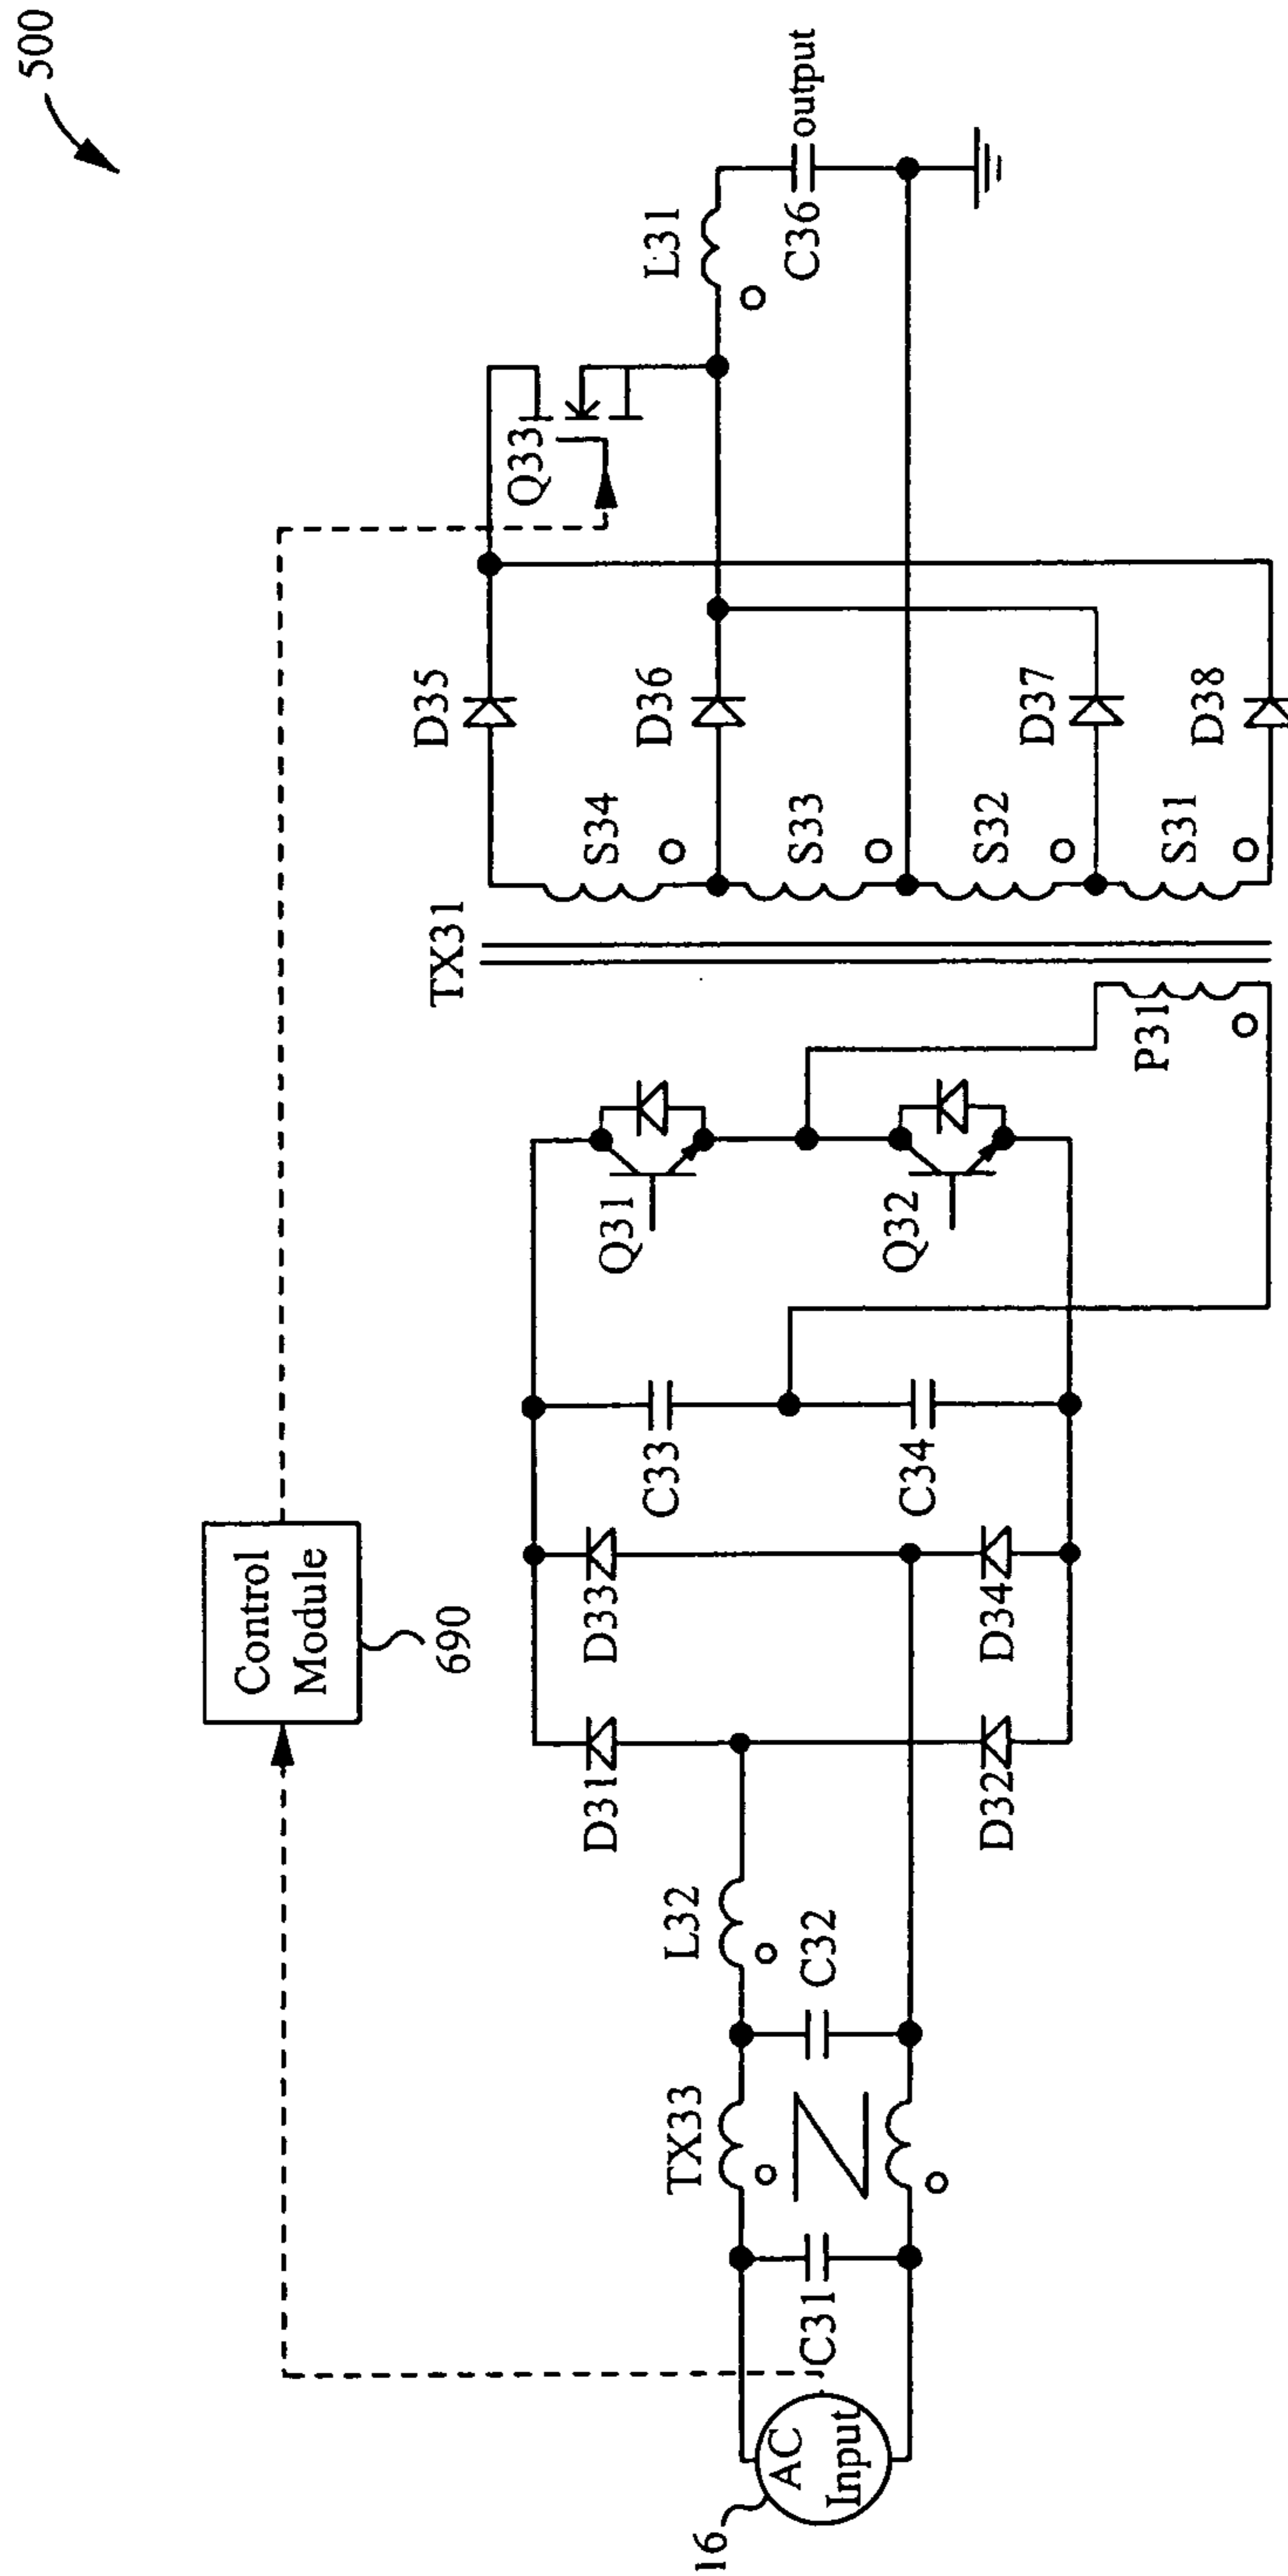 500
Control
Module
690
AC
Input
16
C31
TX33
C32
L32
D31
D32
D33
D34
C33
C34
Q31
Q32
P31
TX31
S34
S33
S32
S31
D35
D36
D37
D38
Q33
L31
C36
output